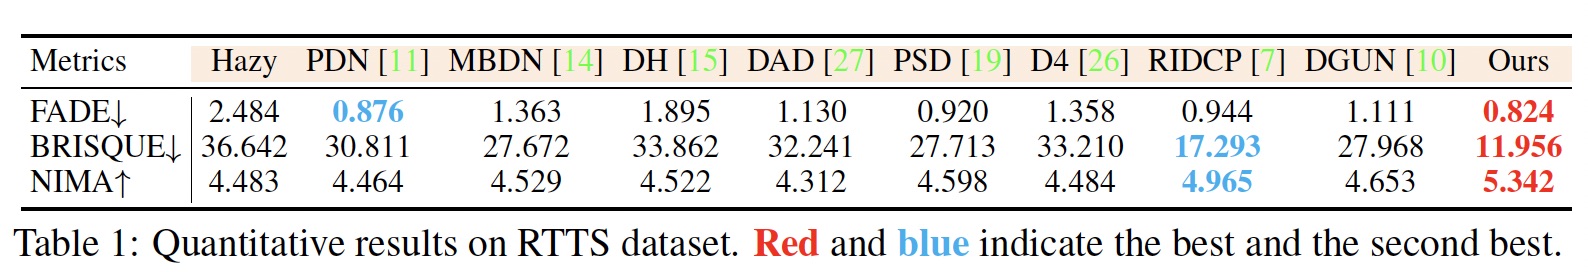 Metrics Hazy PDN [11] MBDN [14] DH [15] DAD [27] PSD [19] D4 [26] RIDCP [7] DGUN [10] Ours
FADE↓ 2.484 0.876 1.363 1.895 1.130 0.920 1.358 0.944 1.111 0.824
BRISQUE↓ 36.642 30.811 27.672 33.862 32.241 27.713 33.210 17.293 27.968 11.956
NIMA↑ 4.483 4.464 4.529 4.522 4.312 4.598 4.484 4.965 4.653 5.342
Table 1: Quantitative results on RTTS dataset. Red and blue indicate the best and the second best.